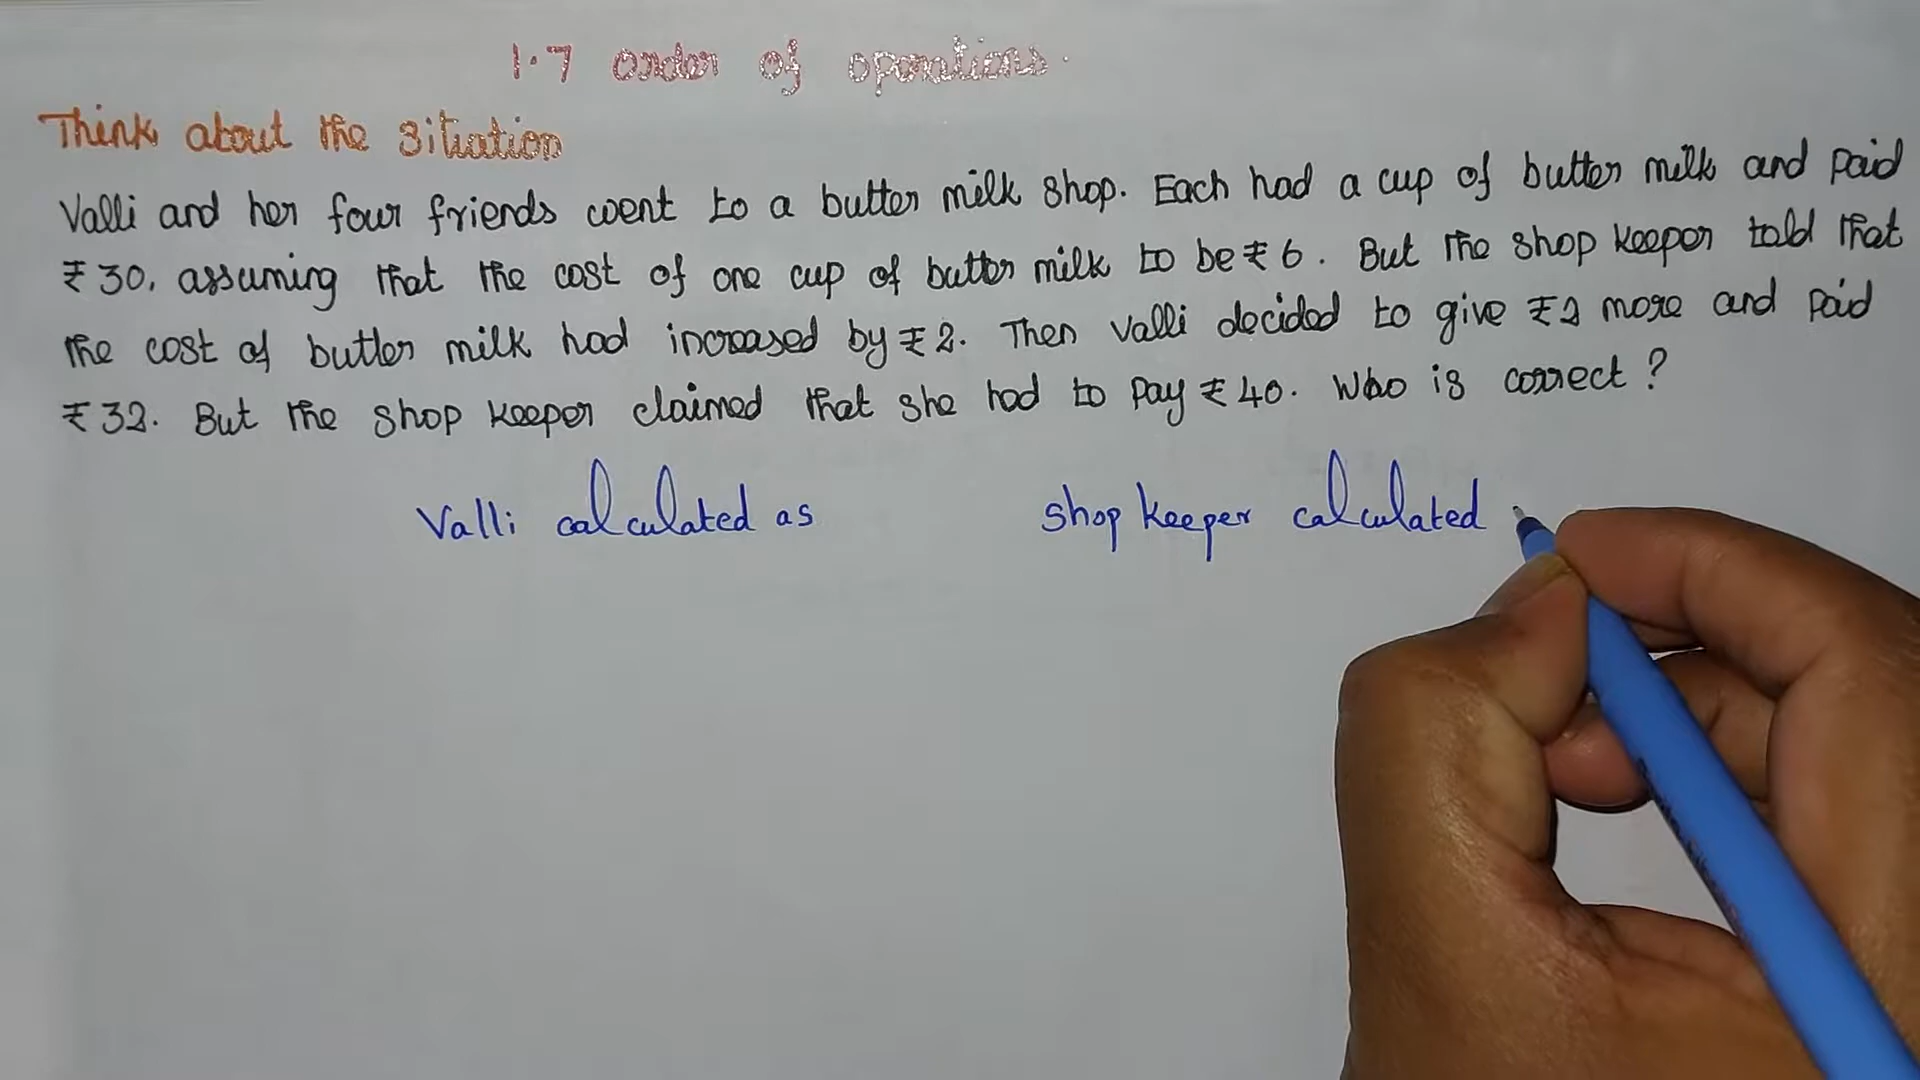 1.7 Order of operations.
Think about the situation
Valli and her four friends went to a butter milk shop. Each had a cup of butter milk and paid
₹30, assuming that the cost of one cup of butter milk to be ₹6. But the shop keeper told that
the cost of butter milk had increased by ₹2. Then Valli decided to give ₹2 more and paid
₹32. But the shop keeper claimed that she had to pay ₹40. Who is correct?
Valli calculated as
shop keeper calculated